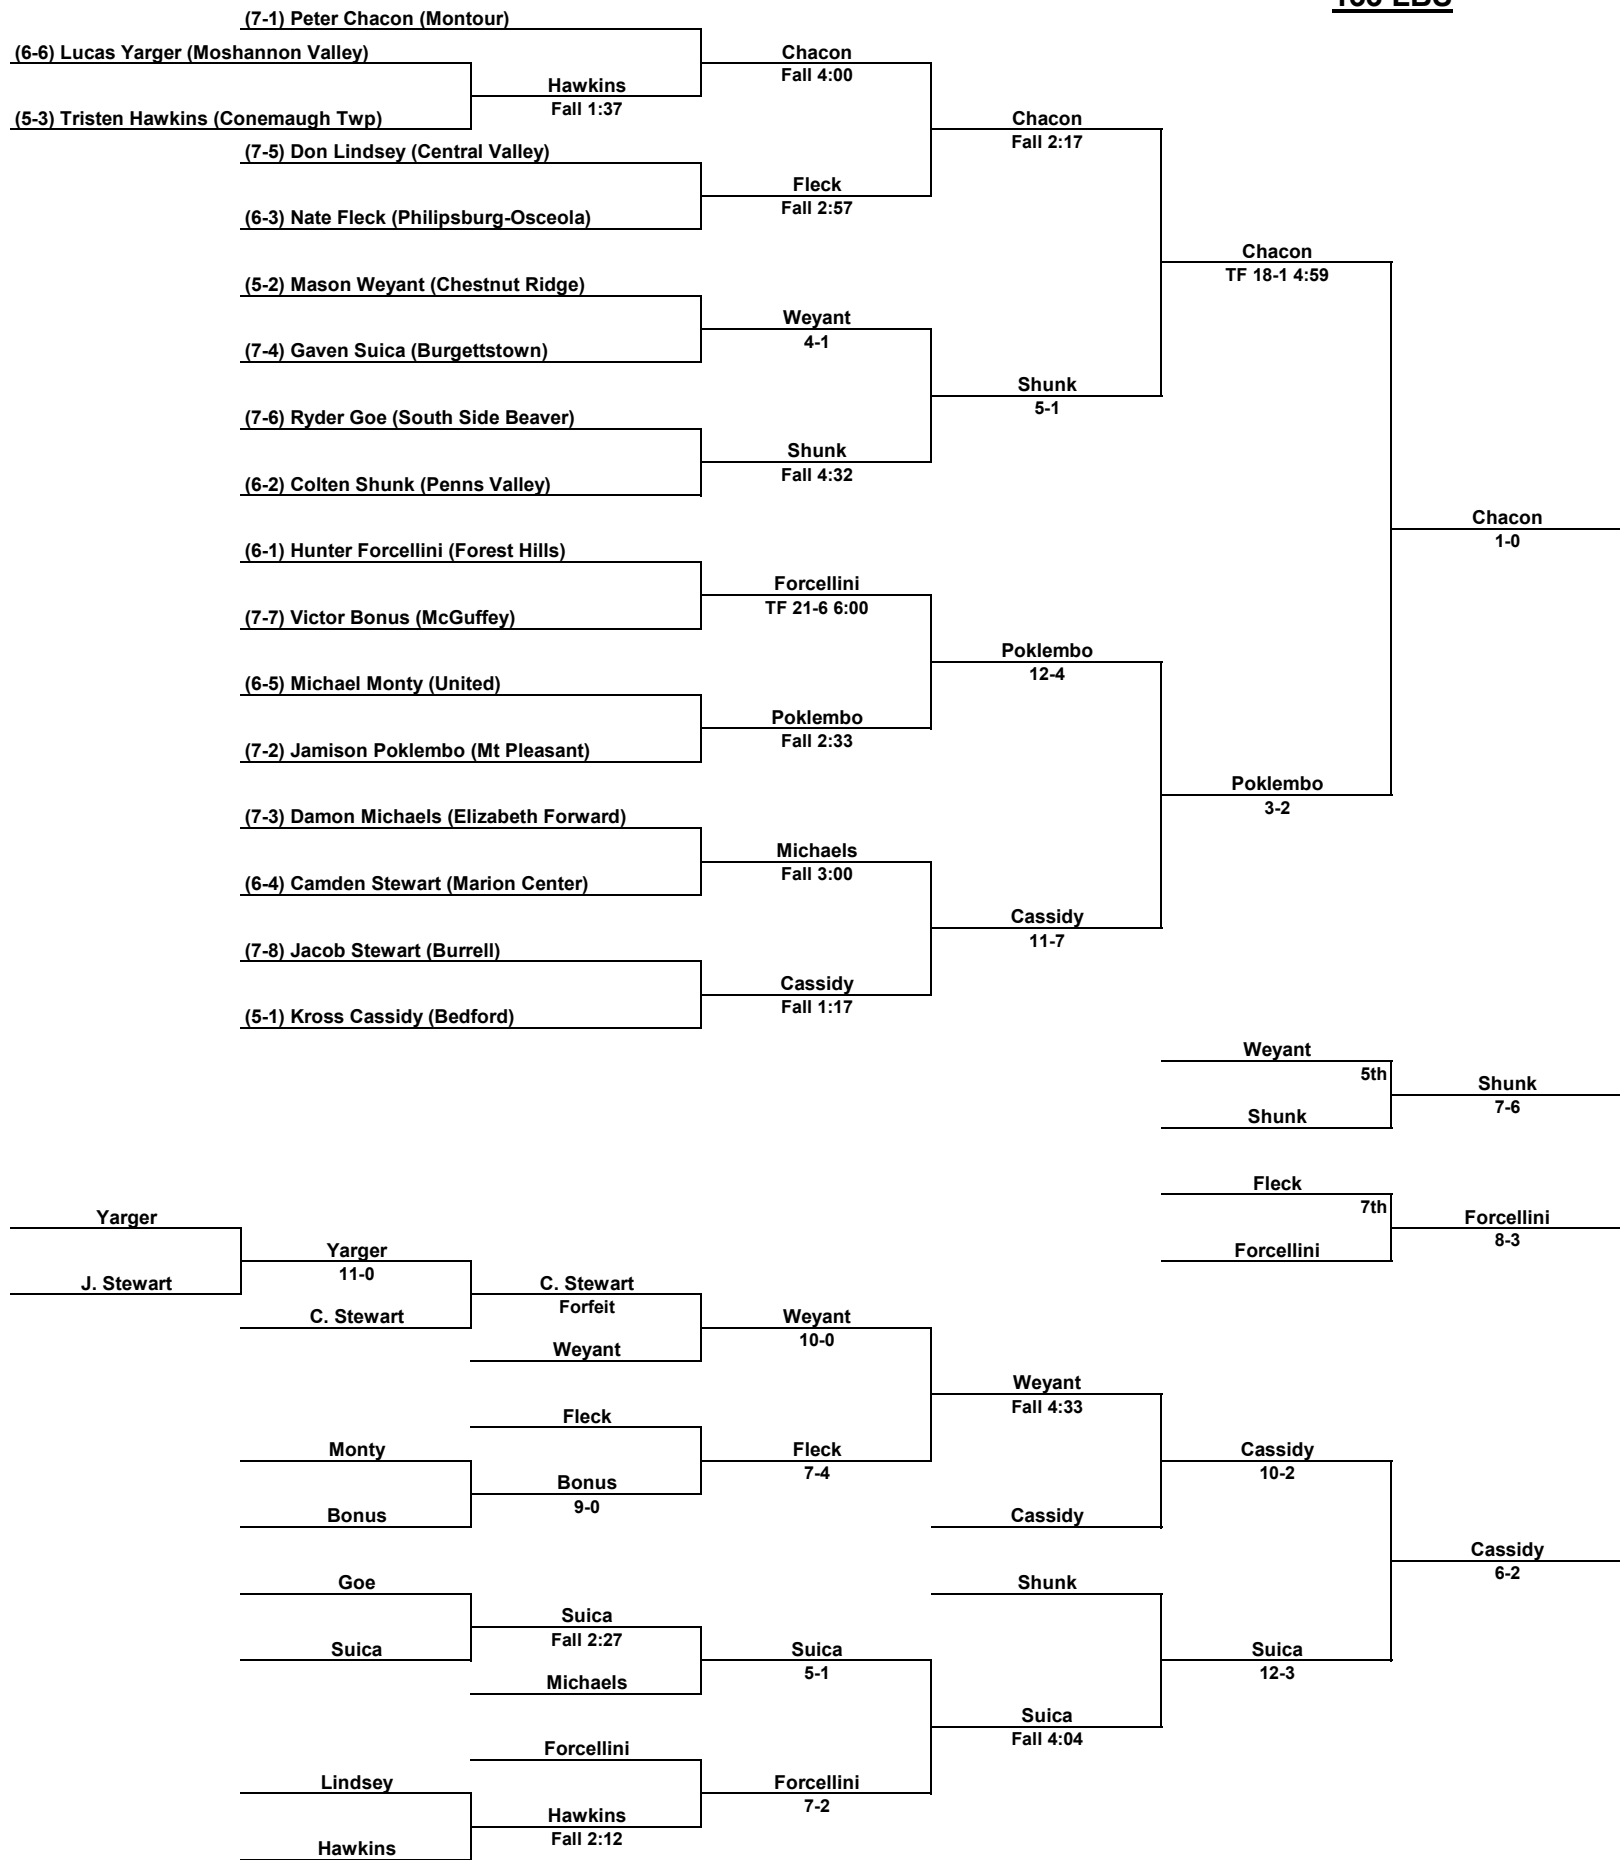 (7-1) Peter Chacon (Montour)
(6-6) Lucas Yarger (Moshannon Valley)
Chacon
Fall 4:00
Hawkins
Fall 1:37
(5-3) Tristen Hawkins (Conemaugh Twp)
Chacon
Fall 2:17
(7-5) Don Lindsey (Central Valley)
Fleck
Fall 2:57
(6-3) Nate Fleck (Philipsburg-Osceola)
Chacon
TF 18-1 4:59
(5-2) Mason Weyant (Chestnut Ridge)
Weyant
4-1
(7-4) Gaven Suica (Burgettstown)
Shunk
5-1
(7-6) Ryder Goe (South Side Beaver)
Shunk
Fall 4:32
(6-2) Colten Shunk (Penns Valley)
Chacon
1-0
(6-1) Hunter Forcellini (Forest Hills)
Forcellini
TF 21-6 6:00
(7-7) Victor Bonus (McGuffey)
Poklembo
12-4
(6-5) Michael Monty (United)
Poklembo
Fall 2:33
(7-2) Jamison Poklembo (Mt Pleasant)
Poklembo
3-2
(7-3) Damon Michaels (Elizabeth Forward)
Michaels
Fall 3:00
(6-4) Camden Stewart (Marion Center)
Cassidy
11-7
(7-8) Jacob Stewart (Burrell)
Cassidy
Fall 1:17
(5-1) Kross Cassidy (Bedford)
Weyant
5th
Shunk
7-6
Shunk
Fleck
7th
Forcellini
8-3
Forcellini
Yarger
Yarger
11-0
J. Stewart
C. Stewart
Forfeit
C. Stewart
Weyant
10-0
Weyant
Weyant
Fall 4:33
Fleck
Monty
Fleck
7-4
Cassidy
10-2
Bonus
9-0
Bonus
Cassidy
Cassidy
6-2
Goe
Shunk
Suica
Fall 2:27
Suica
Suica
5-1
Suica
12-3
Michaels
Suica
Fall 4:04
Forcellini
Lindsey
Forcellini
7-2
Hawkins
Fall 2:12
Hawkins